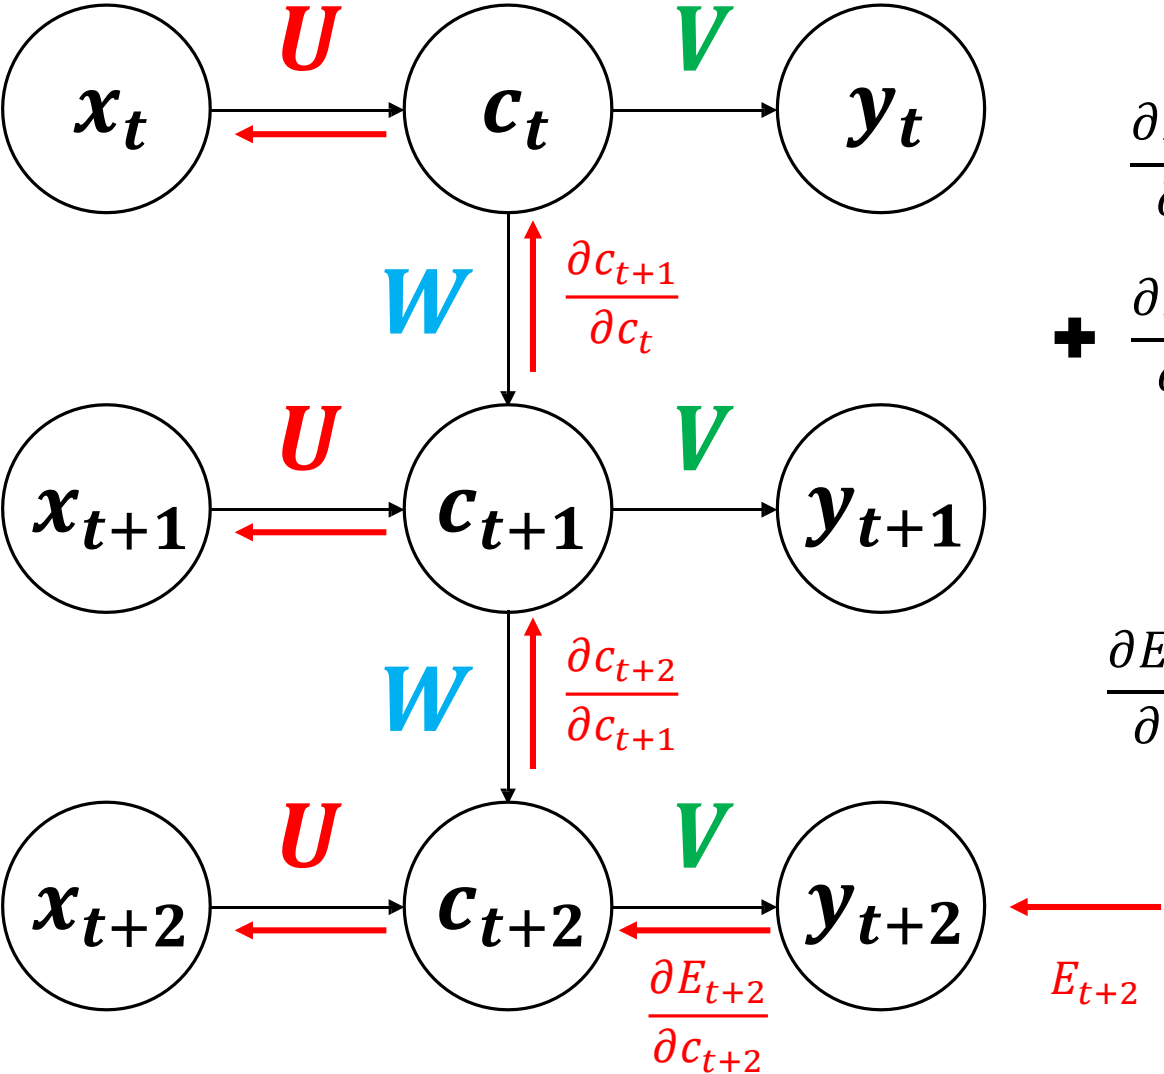 U V
x_t c_t y_t
W ∂c_{t+1}/∂c_t
+
U V
x_{t+1} c_{t+1} y_{t+1}
W ∂c_{t+2}/∂c_{t+1}
∂E
∂
U V
x_{t+2} c_{t+2} y_{t+2}
∂E_{t+2}/∂c_{t+2} E_{t+2}